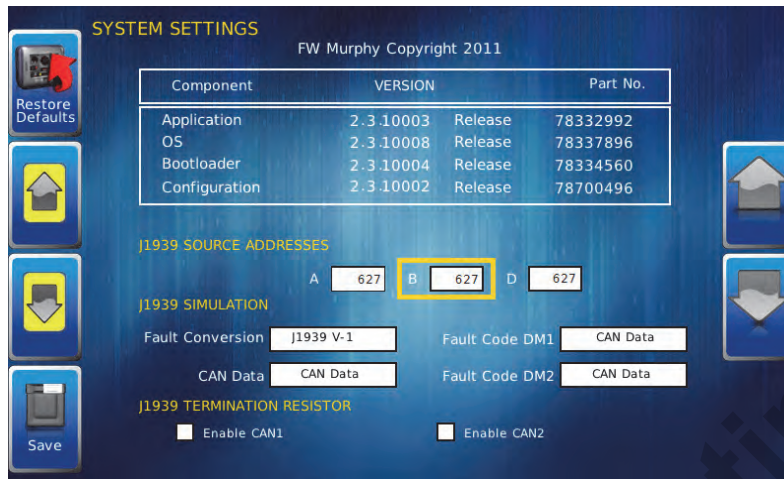 SYSTEM SETTINGS
FW Murphy Copyright 2011
Component VERSION Part No.
Application 2.3.10003 Release 78332992
OS 2.3.10008 Release 78337896
Bootloader 2.3.10004 Release 78334560
Configuration 2.3.10002 Release 78700496
Restore
Defaults
J1939 SOURCE ADDRESSES
A 627 B 627 D 627
J1939 SIMULATION
Fault Conversion J1939 V-1 Fault Code DM1 CAN Data
CAN Data CAN Data Fault Code DM2 CAN Data
J1939 TERMINATION RESISTOR
Enable CAN1 Enable CAN2
Save